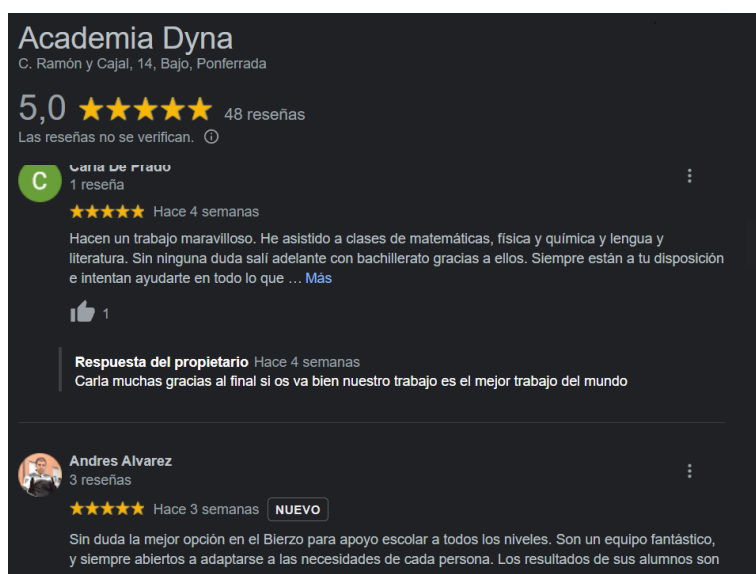 Academia Dyna
C. Ramón y Cajal, 14, Bajo, Ponferrada
5,0 48 reseñas
Las reseñas no se verifican.
C
Carla De Prado
1 reseña
Hace 4 semanas
Hacen un trabajo maravilloso. He asistido a clases de matemáticas, física y química y lengua y
literatura. Sin ninguna duda salí adelante con bachillerato gracias a ellos. Siempre están a tu disposición
e intentan ayudarte en todo lo que … Más
1
Respuesta del propietario Hace 4 semanas
Carla muchas gracias al final si os va bien nuestro trabajo es el mejor trabajo del mundo
Andres Alvarez
3 reseñas
Hace 3 semanas NUEVO
Sin duda la mejor opción en el Bierzo para apoyo escolar a todos los niveles. Son un equipo fantástico,
y siempre abiertos a adaptarse a las necesidades de cada persona. Los resultados de sus alumnos son